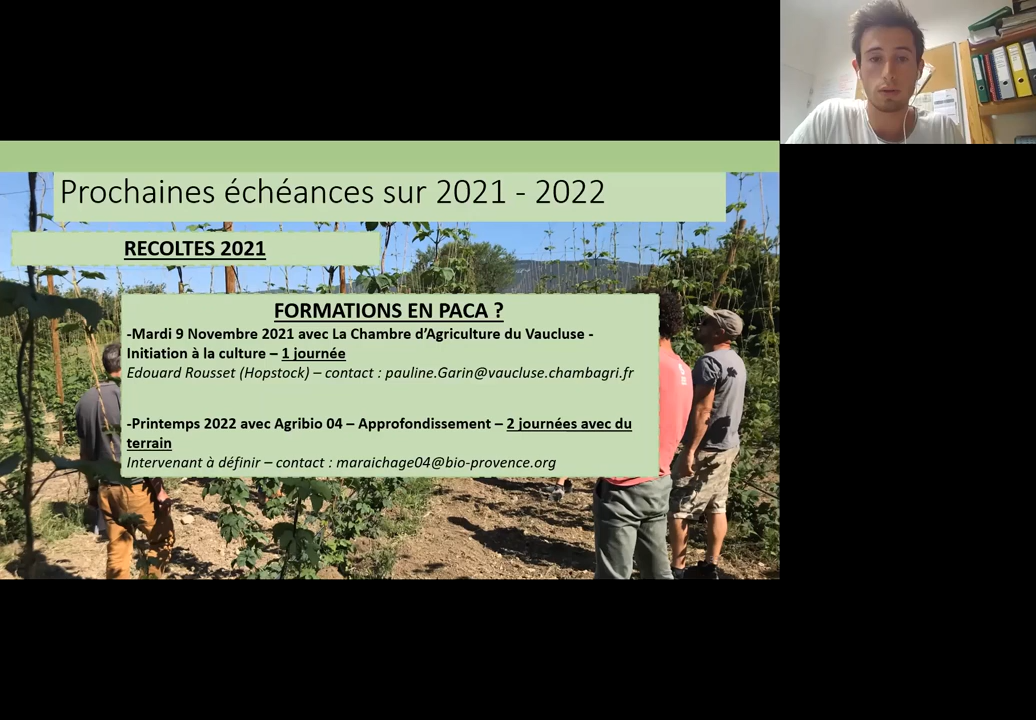 Prochaines échéances sur 2021 - 2022
RECOLTES 2021
FORMATIONS EN PACA ?
-Mardi 9 Novembre 2021 avec La Chambre d’Agriculture du Vaucluse -
Initiation à la culture – 1 journée
Edouard Rousset (Hopstock) – contact : pauline.Garin@vaucluse.chambagri.fr
-Printemps 2022 avec Agribio 04 – Approfondissement – 2 journées avec du
terrain
Intervenant à définir – contact : maraichage04@bio-provence.org